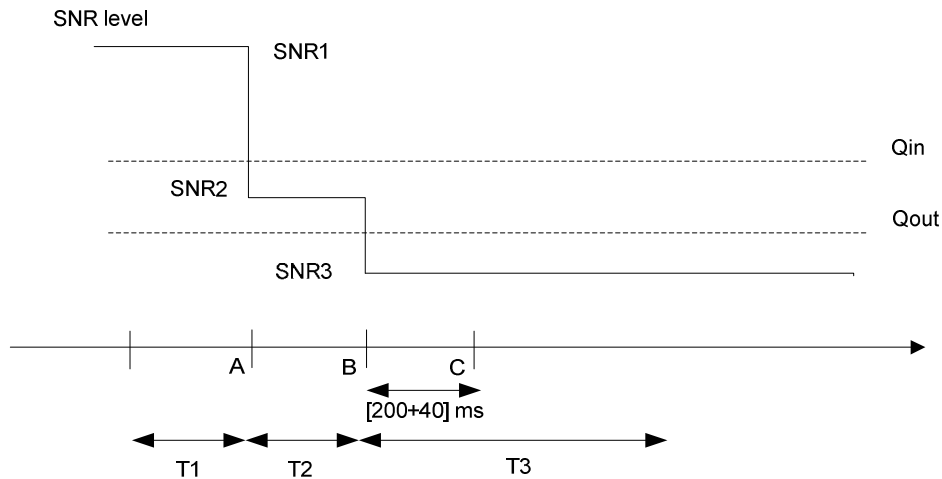 SNR level
SNR1
Qin
SNR2
Qout
SNR3
A
B
C
[200+40] ms
T1
T2
T3